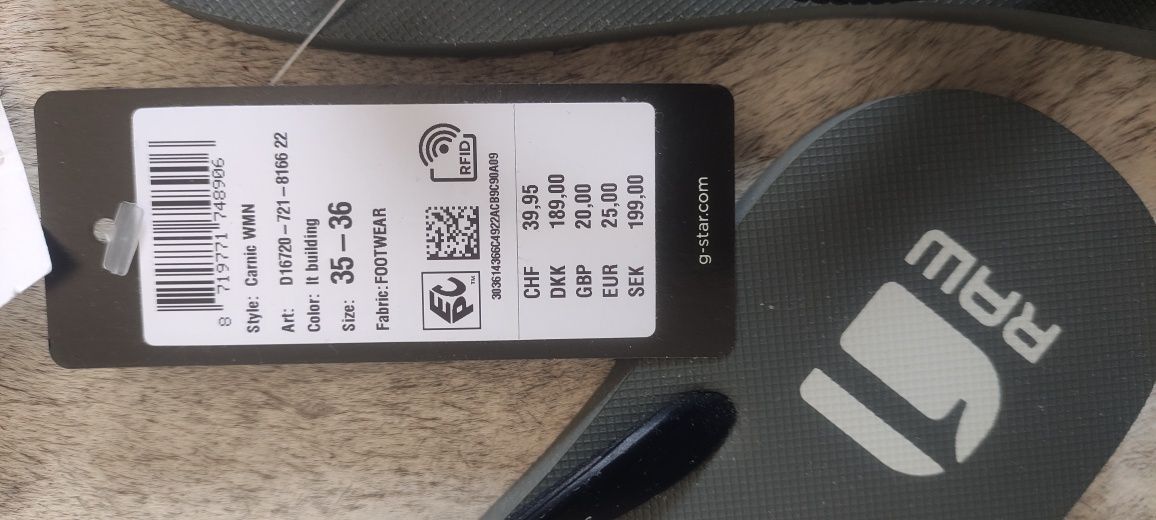 8 719771 748906
Style: Carnic WMN
Art: D16720-721-8166 22
Color: lt building
Size: 35-36
Fabric: FOOTWEAR
EPC™
RFID
303614366C4922ACB9C90A09
CHF 39,95
DKK 189,00
GBP 20,00
EUR 25,00
SEK 199,00
g-star.com
G
RAW